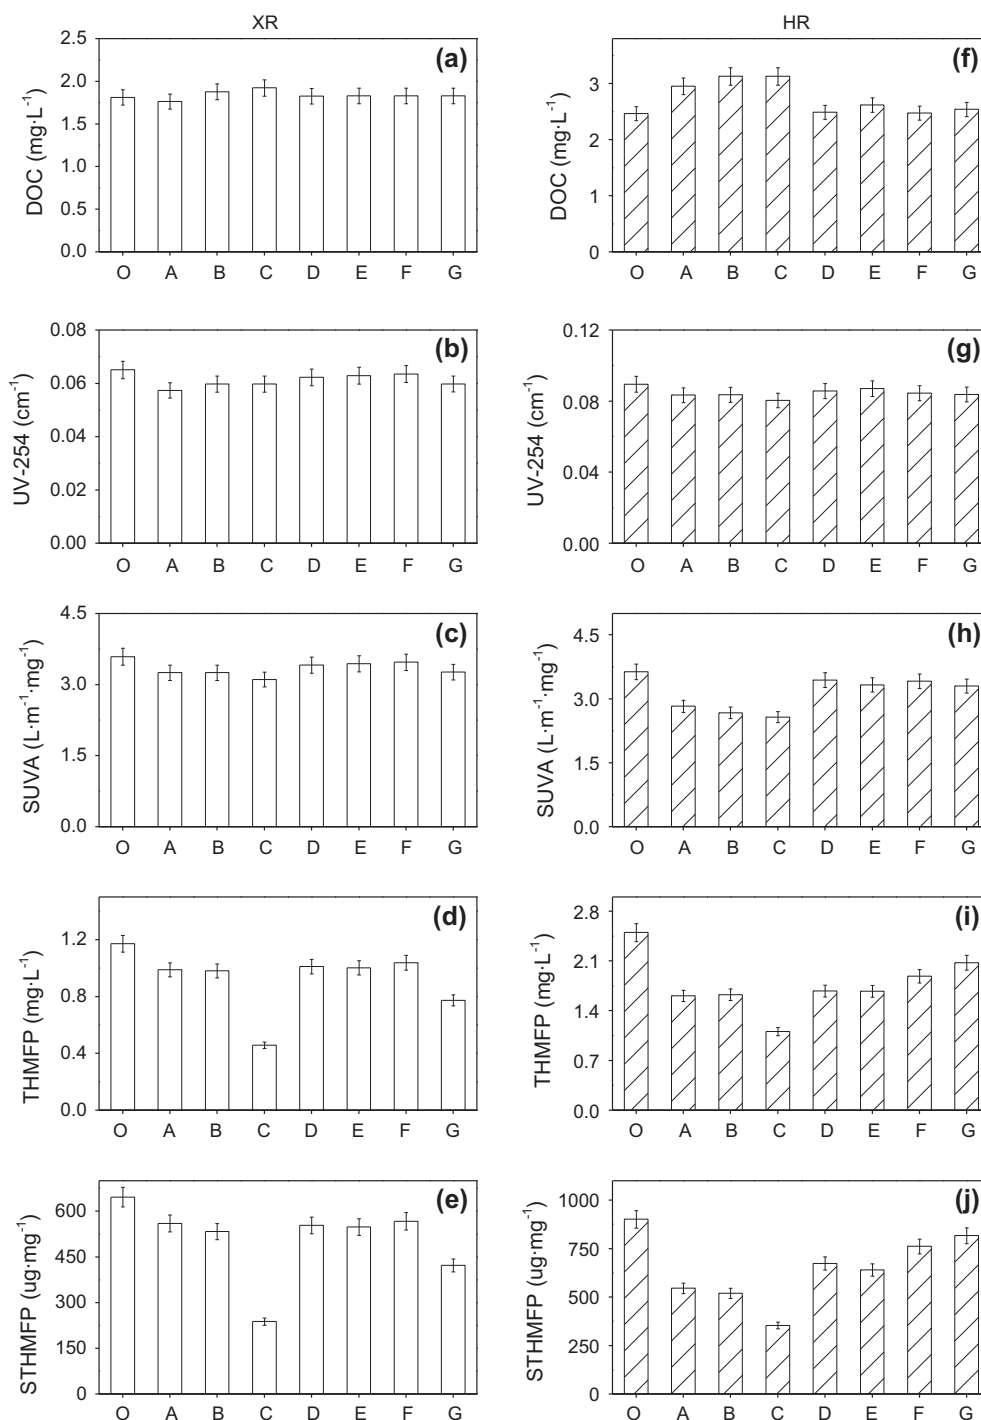 XR
HR
(a)
DOC (mg·L⁻¹)
2.5
2.0
1.5
1.0
0.5
0.0
O A B C D E F G
(f)
DOC (mg·L⁻¹)
3
2
1
0
O A B C D E F G
(b)
UV-254 (cm⁻¹)
0.08
0.06
0.04
0.02
0.00
O A B C D E F G
(g)
UV-254 (cm⁻¹)
0.12
0.08
0.04
0.00
O A B C D E F G
(c)
SUVA (L·m⁻¹·mg⁻¹)
4.5
3.0
1.5
0.0
O A B C D E F G
(h)
SUVA (L·m⁻¹·mg⁻¹)
4.5
3.0
1.5
0.0
O A B C D E F G
(d)
THMFP (mg·L⁻¹)
1.2
0.8
0.4
0.0
O A B C D E F G
(i)
THMFP (mg·L⁻¹)
2.8
2.1
1.4
0.7
0.0
O A B C D E F G
(e)
STHMFP (ug·mg⁻¹)
600
450
300
150
0
O A B C D E F G
(j)
STHMFP (ug·mg⁻¹)
1000
750
500
250
0
O A B C D E F G